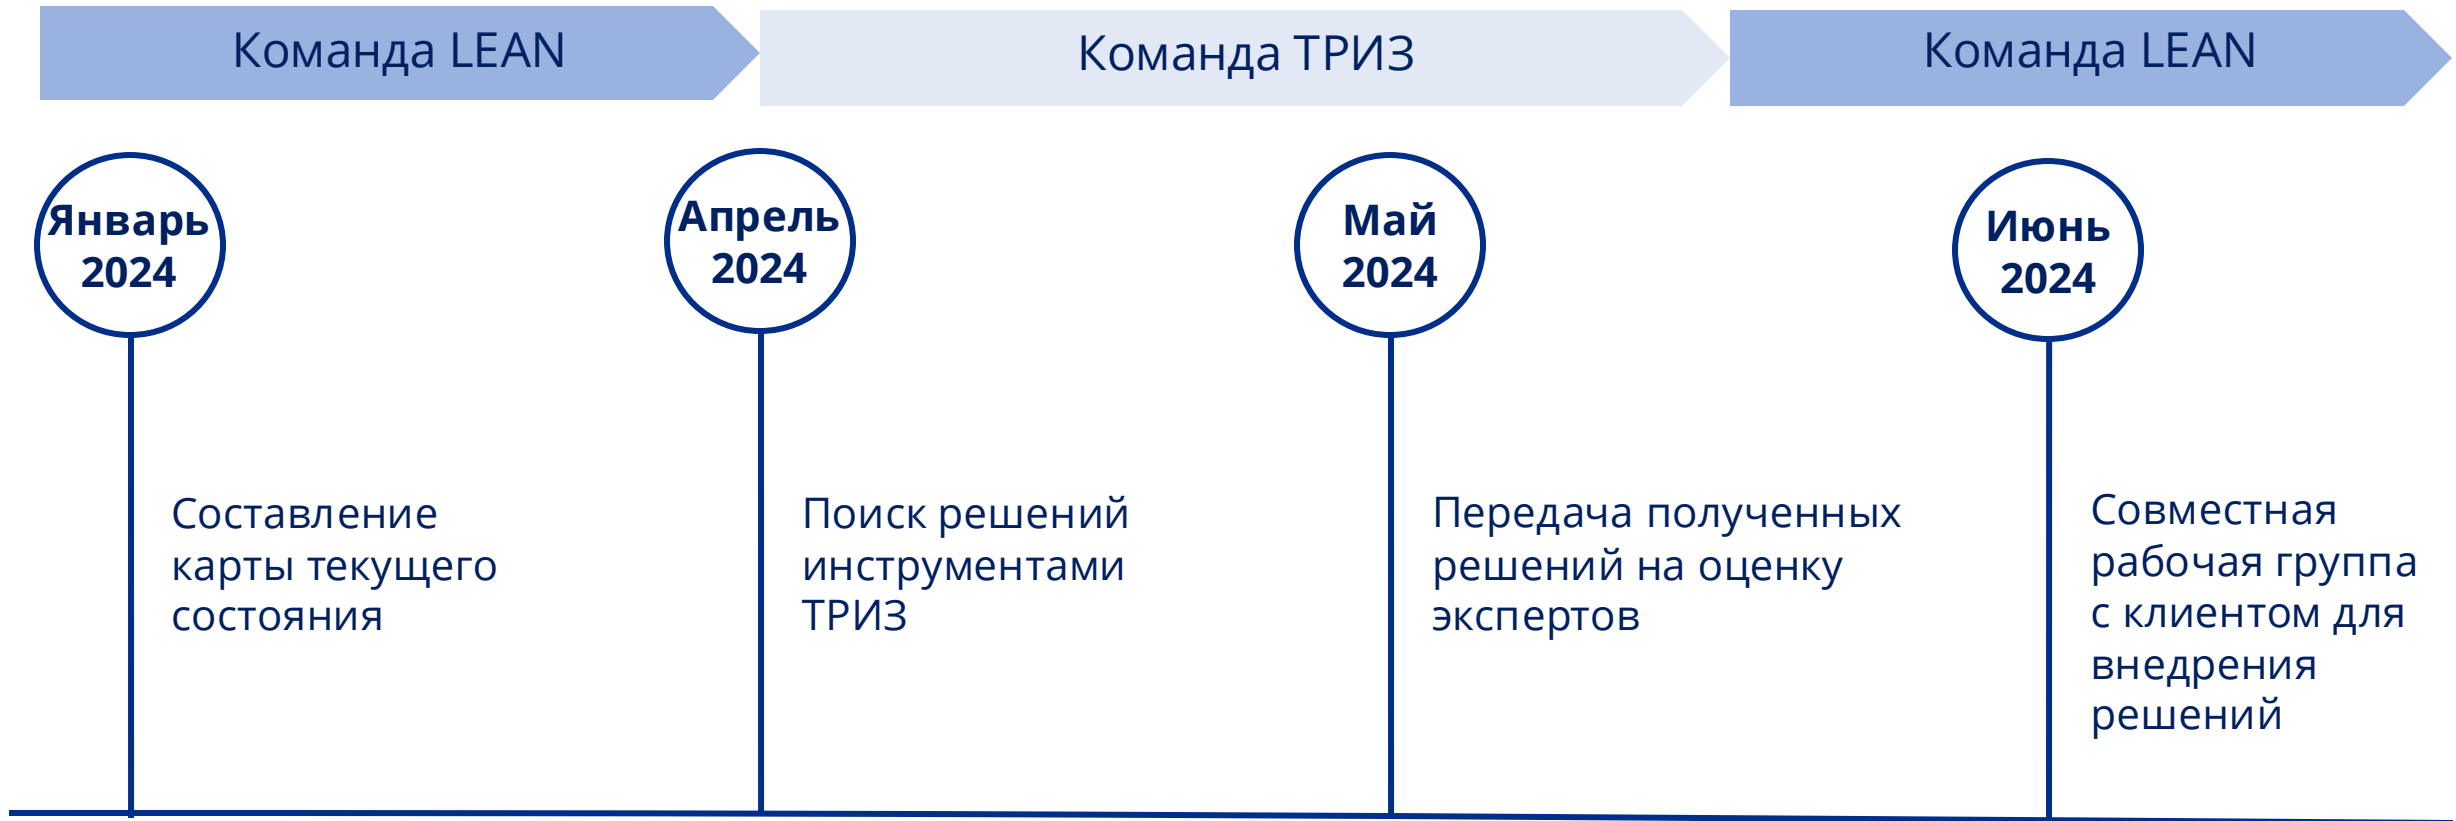 Команда LEAN
Команда ТРИЗ
Команда LEAN
Январь
2024
Апрель
2024
Май
2024
Июнь
2024
Составление
карты текущего
состояния
Поиск решений
инструментами
ТРИЗ
Передача полученных
решений на оценку
экспертов
Совместная
рабочая группа
с клиентом для
внедрения
решений